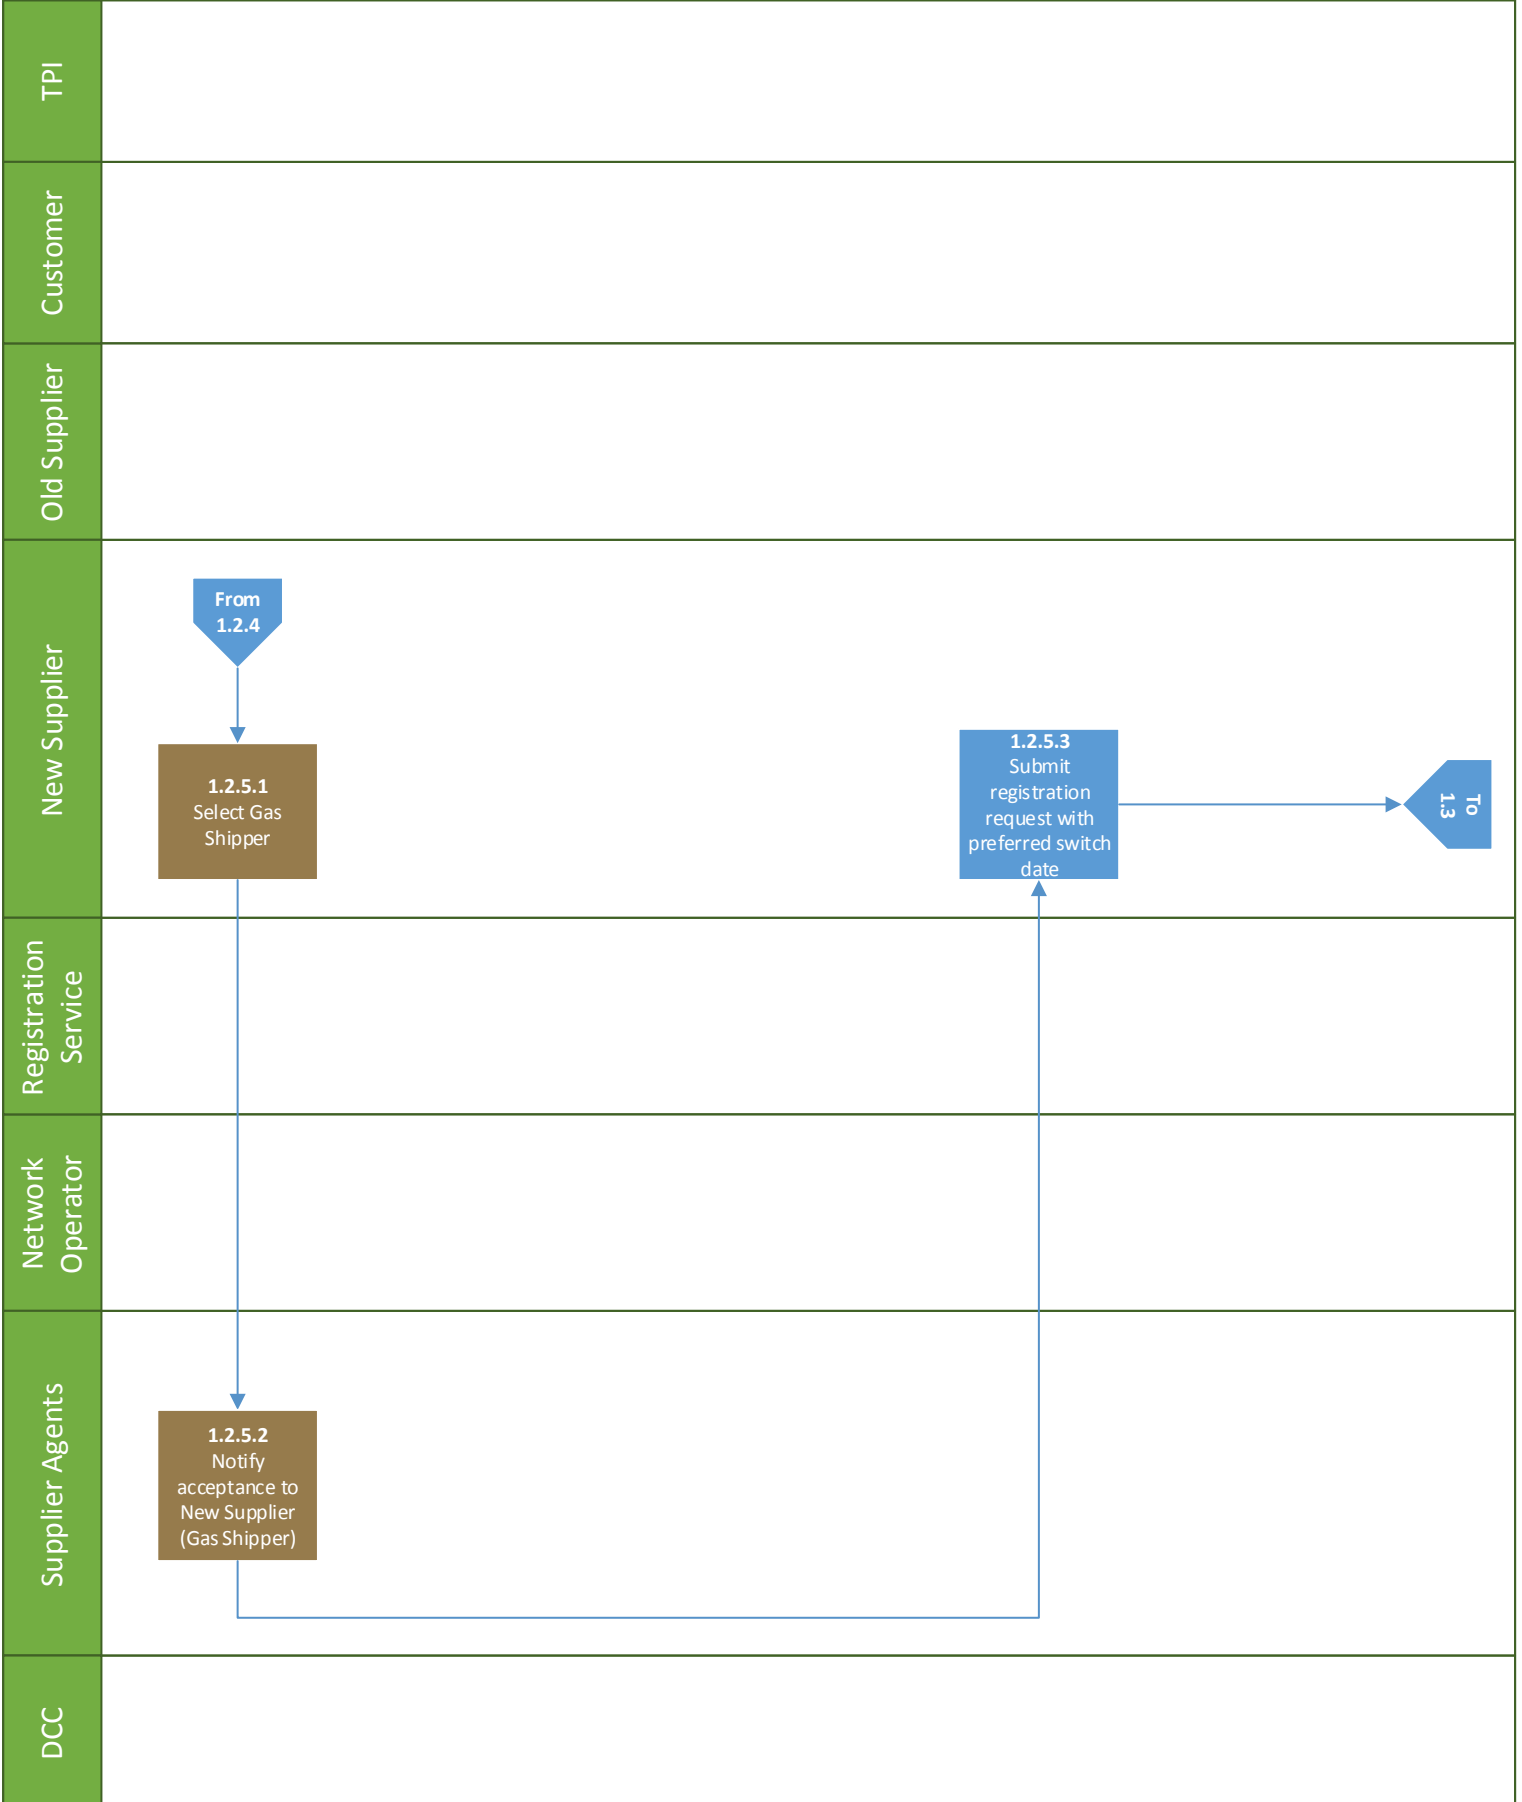 TPI
Customer
Old Supplier
New Supplier
From
1.2.4
1.2.5.1
Select Gas
Shipper
1.2.5.3
Submit
registration
request with
preferred switch
date
To
1.3
Registration
Service
Network
Operator
Supplier Agents
1.2.5.2
Notify
acceptance to
New Supplier
(Gas Shipper)
DCC